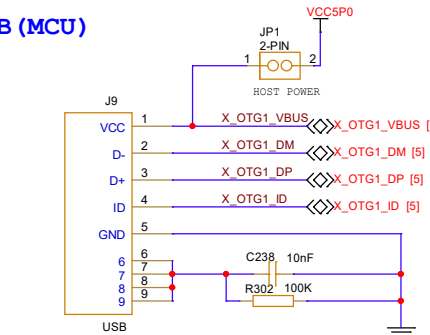 B(MCU)
VCC5P0
JP1
2-PIN
1 2
HOST POWER
J9
VCC 1 X_OTG1_VBUS X_OTG1_VBUS [
D- 2 X_OTG1_DM X_OTG1_DM [5]
D+ 3 X_OTG1_DP X_OTG1_DP [5]
ID 4 X_OTG1_ID X_OTG1_ID [5]
GND 5
6 6
7 7
8 8
9 9
C238 10nF
R302 100K
USB